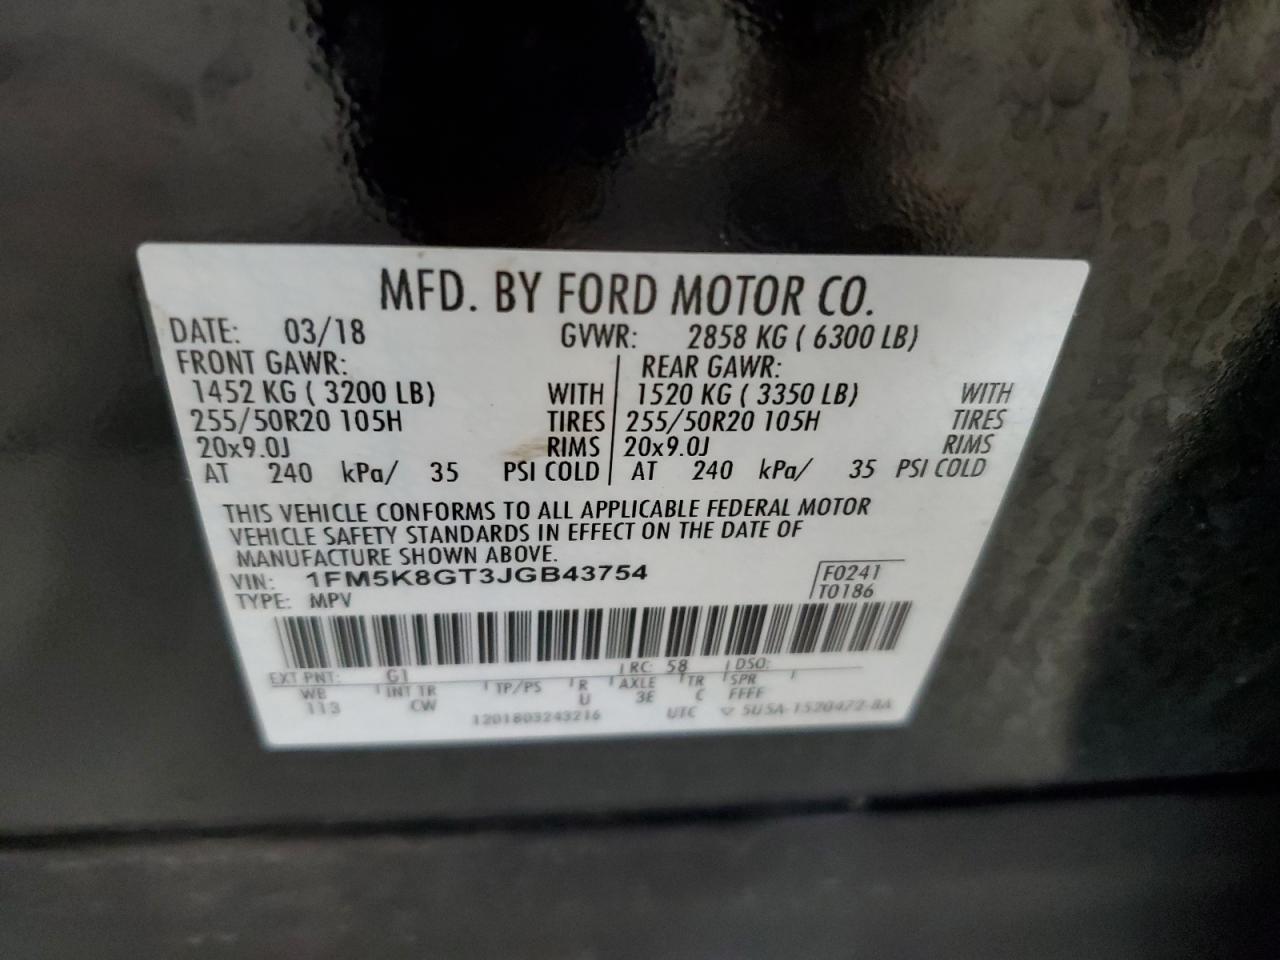 MFD. BY FORD MOTOR CO.
DATE: 03/18 GVWR: 2858 KG ( 6300 LB)
FRONT GAWR: REAR GAWR:
1452 KG ( 3200 LB) WITH 1520 KG ( 3350 LB) WITH
255/50R20 105H TIRES 255/50R20 105H TIRES
20x9.0J RIMS 20x9.0J RIMS
AT 240 kPa/ 35 PSI COLD AT 240 kPa/ 35 PSI COLD
THIS VEHICLE CONFORMS TO ALL APPLICABLE FEDERAL MOTOR
VEHICLE SAFETY STANDARDS IN EFFECT ON THE DATE OF
MANUFACTURE SHOWN ABOVE.
VIN: 1FM5K8GT3JGB43754 F0241
TYPE: MPV T0186
EXT PNT: G1 RC: 58 DSO:
WB INT TR TP/PS R AXLE TR SPR
113 CW U 3E C FFFF
1201803243216 UTC ▽ 5U5A-1520472-8A